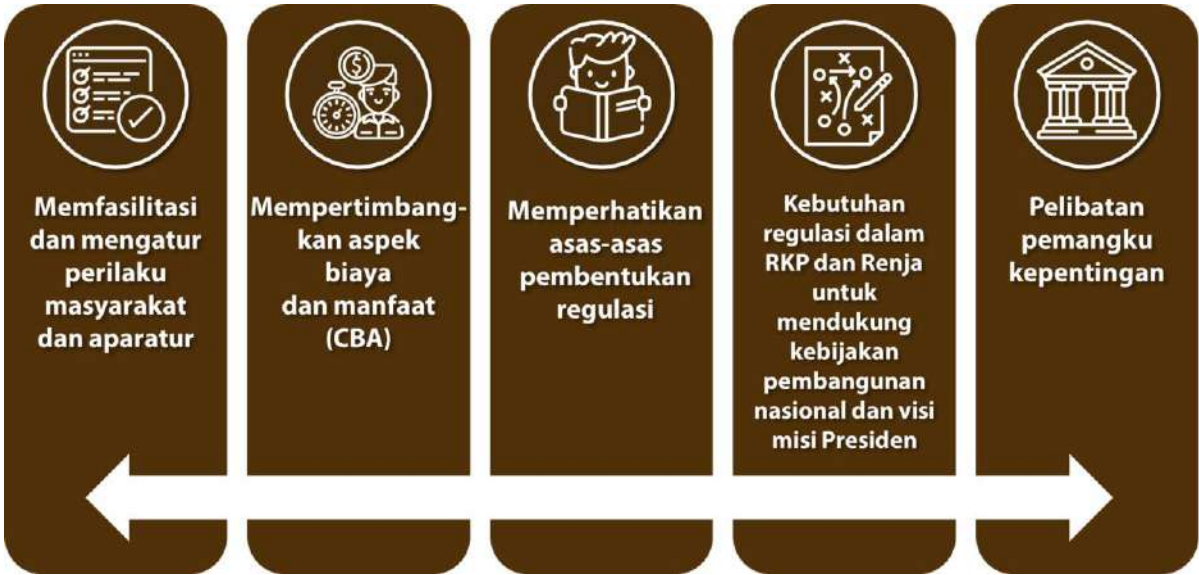 Memfasilitasi
dan mengatur
perilaku
masyarakat
dan aparatur
Mempertimbang-
kan aspek
biaya
dan manfaat
(CBA)
Memperhatikan
asas-asas
pembentukan
regulasi
Kebutuhan
regulasi dalam
RKP dan Renja
untuk
mendukung
kebijakan
pembangunan
nasional dan visi
misi Presiden
Pelibatan
pemangku
kepentingan